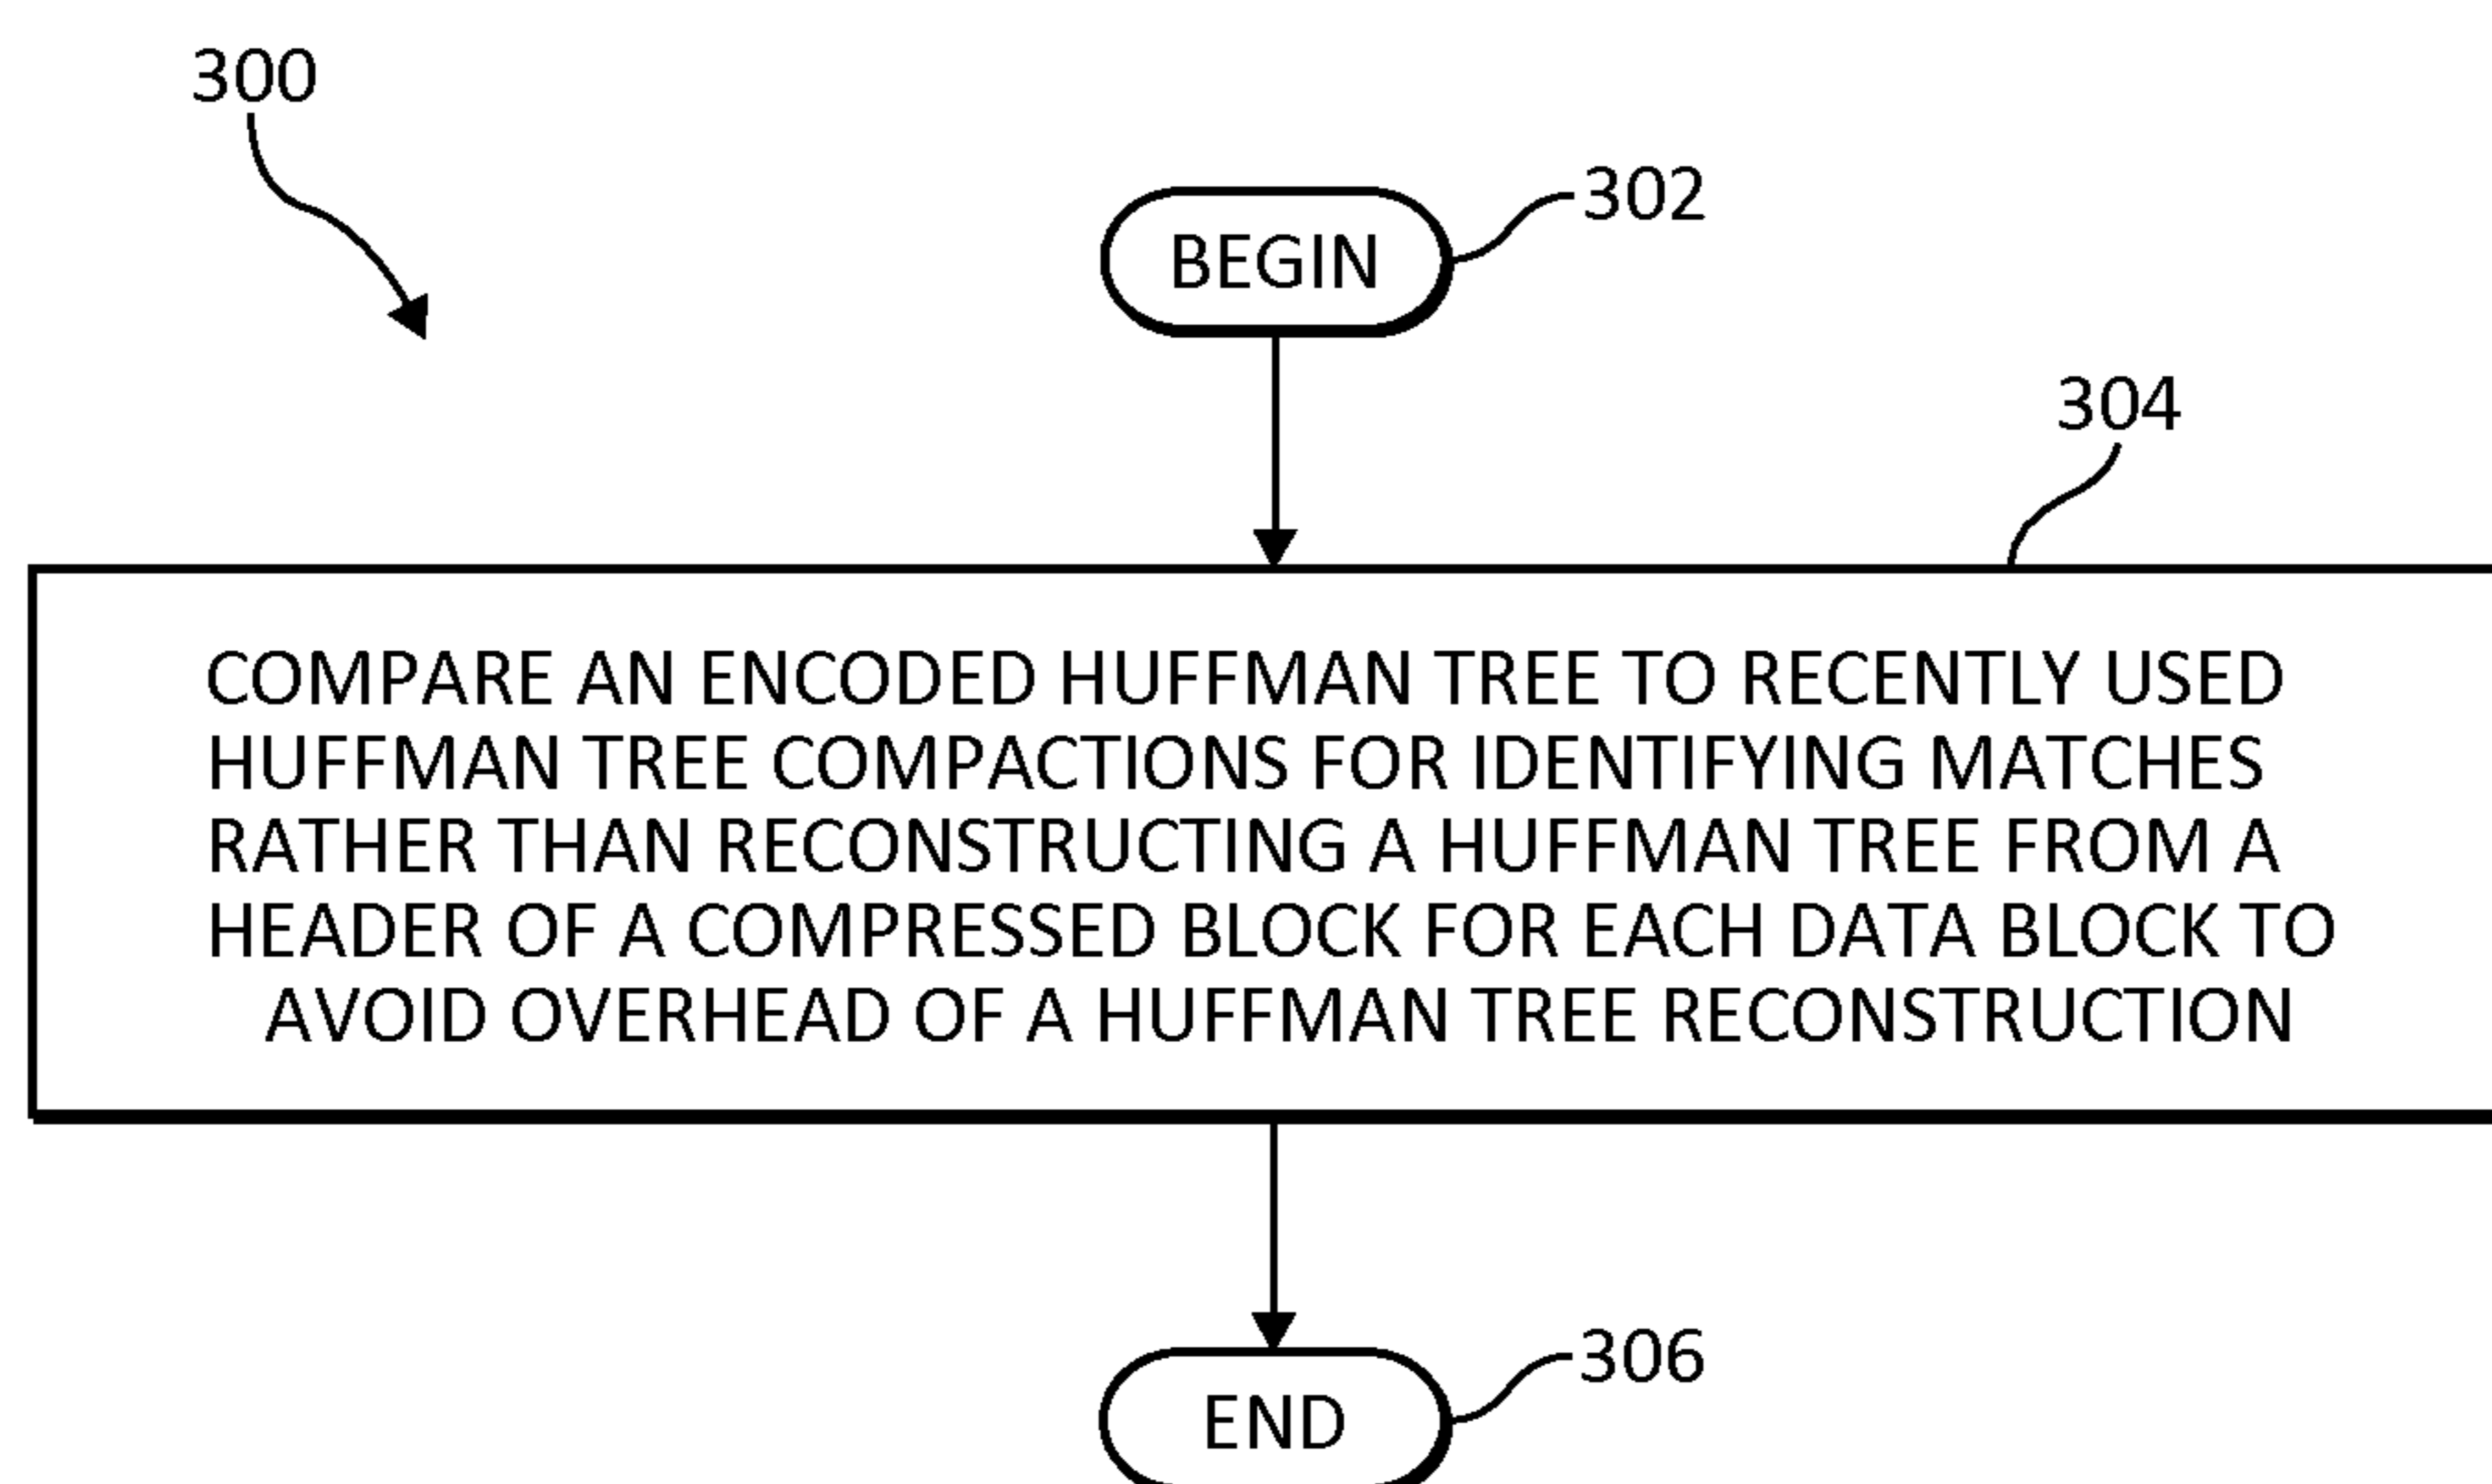 300
302
BEGIN
304
COMPARE AN ENCODED HUFFMAN TREE TO RECENTLY USED
HUFFMAN TREE COMPACTIONS FOR IDENTIFYING MATCHES
RATHER THAN RECONSTRUCTING A HUFFMAN TREE FROM A
HEADER OF A COMPRESSED BLOCK FOR EACH DATA BLOCK TO
AVOID OVERHEAD OF A HUFFMAN TREE RECONSTRUCTION
306
END